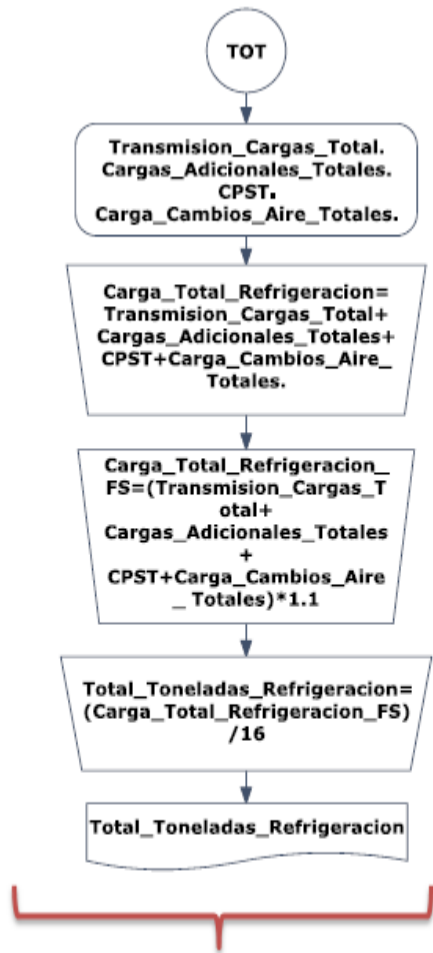 TOT
Transmision_Cargas_Total.
Cargas_Adicionales_Totales.
CPST.
Carga_Cambios_Aire_Totales.
Carga_Total_Refrigeracion=
Transmision_Cargas_Total+
Cargas_Adicionales_Totales+
CPST+Carga_Cambios_Aire_
Totales.
Carga_Total_Refrigeracion_
FS=(Transmision_Cargas_T
otal+
Cargas_Adicionales_Totales
+
CPST+Carga_Cambios_Aire
_ Totales)*1.1
Total_Toneladas_Refrigeracion=
(Carga_Total_Refrigeracion_FS)
/16
Total_Toneladas_Refrigeracion